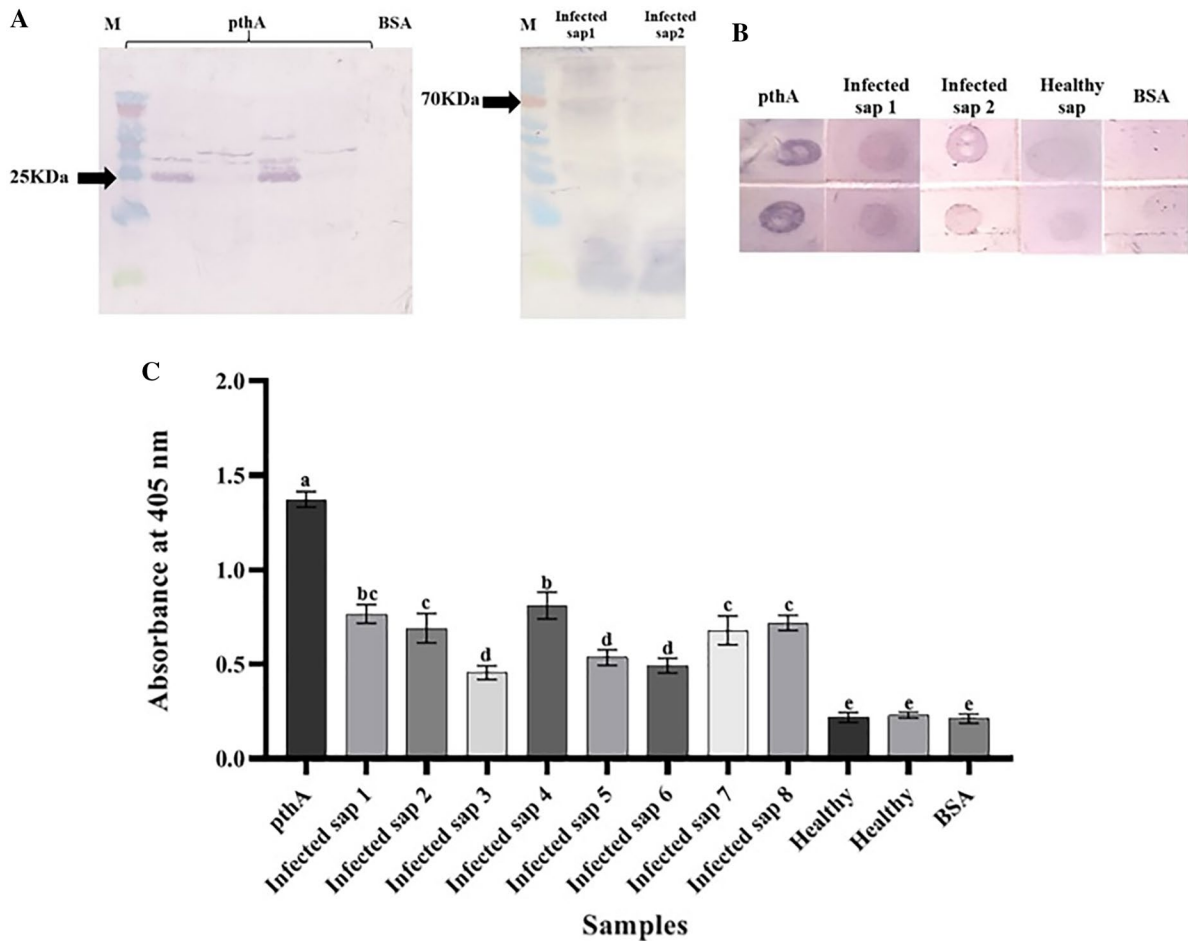 A
M
pthA
BSA
25KDa
M
Infected
sap1
Infected
sap2
70KDa
B
pthA
Infected
sap 1
Infected
sap 2
Healthy
sap
BSA
C
Absorbance at 405 nm
2.0
1.5
1.0
0.5
0.0
a
bc
c
d
b
d
d
c
c
e
e
e
pthA
Infected sap 1
Infected sap 2
Infected sap 3
Infected sap 4
Infected sap 5
Infected sap 6
Infected sap 7
Infected sap 8
Healthy
Healthy
BSA
Samples